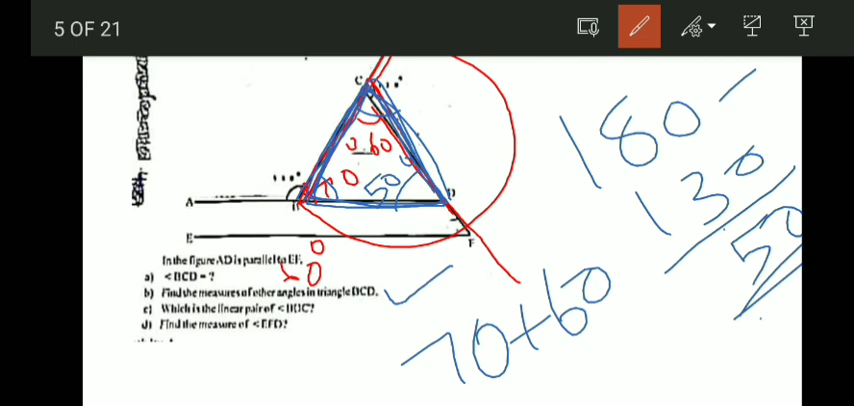 5 OF 21
180 -
C
60
130
70
50
50
A
B
D
E
F
In the figure AD is parallel to EF.
a) <BCD = ?
b) Find the measures of other angles in triangle BCD.
c) Which is the linear pair of <BDC?
d) Find the measure of <EFD?
70+60